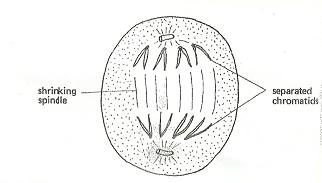 shrinking
spindle
separated
chromatids